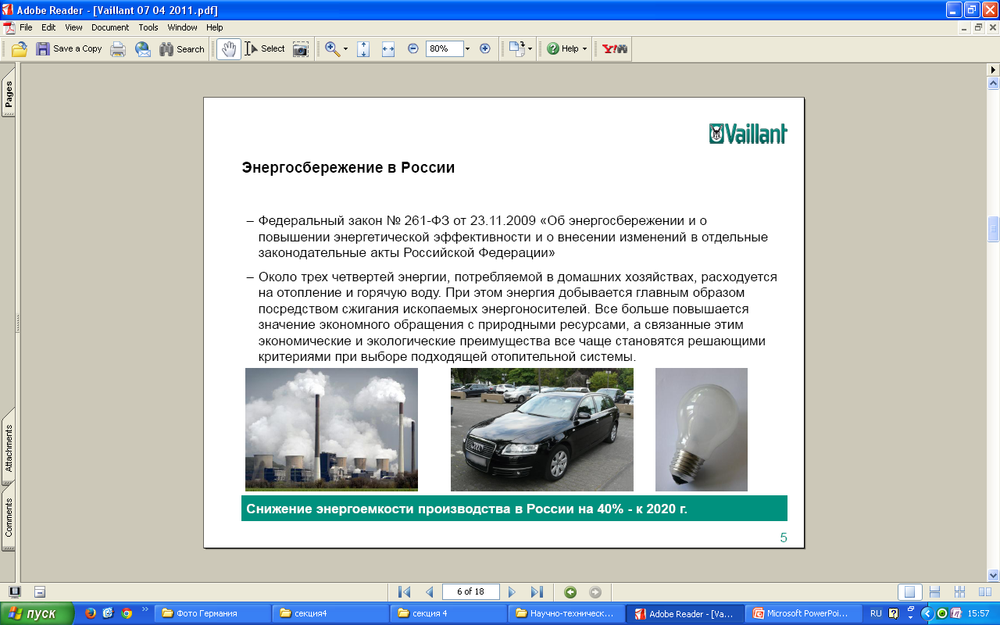 Adobe Reader - [Vaillant 07 04 2011.pdf]
File Edit View Document Tools Window Help
Save a Copy Search Select 80% Help Y!
Pages
Vaillant
Энергосбережение в России
– Федеральный закон № 261-ФЗ от 23.11.2009 «Об энергосбережении и о
повышении энергетической эффективности и о внесении изменений в отдельные
законодательные акты Российской Федерации»
– Около трех четвертей энергии, потребляемой в домашних хозяйствах, расходуется
на отопление и горячую воду. При этом энергия добывается главным образом
посредством сжигания ископаемых энергоносителей. Все больше повышается
значение экономного обращения с природными ресурсами, а связанные этим
экономические и экологические преимущества все чаще становятся решающими
критериями при выборе подходящей отопительной системы.
Attachments
Comments
Снижение энергоемкости производства в России на 40% - к 2020 г.
5
6 of 18
пуск Фото Германия секция4 секция 4 Научно-техническ... Adobe Reader - [Va... Microsoft PowerPoi... RU 15:57